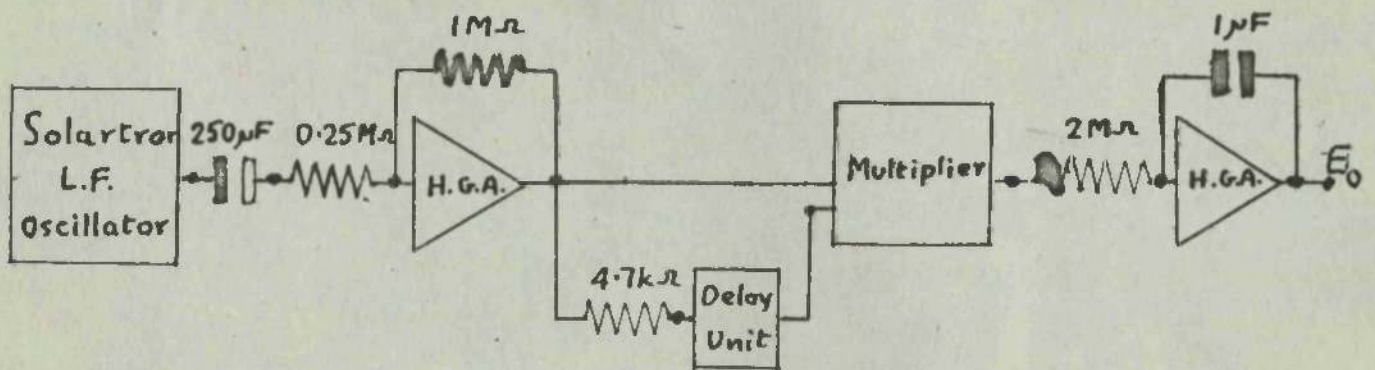 Solartron
L.F.
Oscillator
250μF
0.25MΩ
1MΩ
H.G.A.
4.7kΩ
Delay
Unit
Multiplier
2MΩ
1μF
H.G.A.
E₀